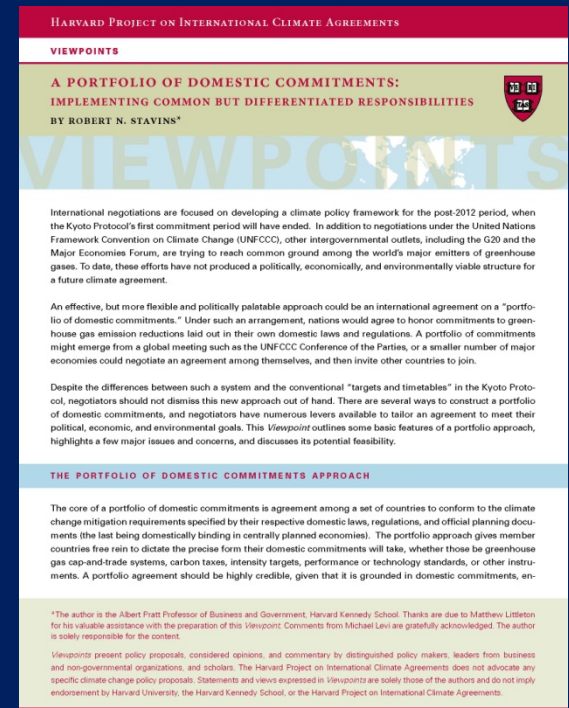 HARVARD PROJECT ON INTERNATIONAL CLIMATE AGREEMENTS
VIEWPOINTS
A PORTFOLIO OF DOMESTIC COMMITMENTS:
IMPLEMENTING COMMON BUT DIFFERENTIATED RESPONSIBILITIES
BY ROBERT N. STAVINS*
VE RI
TAS
VIEWPOINTS
International negotiations are focused on developing a climate policy framework for the post-2012 period, when
the Kyoto Protocol's first commitment period will have ended. In addition to negotiations under the United Nations
Framework Convention on Climate Change (UNFCCC), other intergovernmental outlets, including the G20 and the
Major Economies Forum, are trying to reach common ground among the world's major emitters of greenhouse
gases. To date, these efforts have not produced a politically, economically, and environmentally viable structure for
a future climate agreement.
An effective, but more flexible and politically palatable approach could be an international agreement on a "portfo-
lio of domestic commitments." Under such an arrangement, nations would agree to honor commitments to green-
house gas emission reductions laid out in their own domestic laws and regulations. A portfolio of commitments
might emerge from a global meeting such as the UNFCCC Conference of the Parties, or a smaller number of major
economies could negotiate an agreement among themselves, and then invite other countries to join.
Despite the differences between such a system and the conventional "targets and timetables" in the Kyoto Proto-
col, negotiators should not dismiss this new approach out of hand. There are several ways to construct a portfolio
of domestic commitments, and negotiators have numerous levers available to tailor an agreement to meet their
political, economic, and environmental goals. This Viewpoint outlines some basic features of a portfolio approach,
highlights a few major issues and concerns, and discusses its potential feasibility.
THE PORTFOLIO OF DOMESTIC COMMITMENTS APPROACH
The core of a portfolio of domestic commitments is agreement among a set of countries to conform to the climate
change mitigation requirements specified by their respective domestic laws, regulations, and official planning docu-
ments (the last being domestically binding in centrally planned economies). The portfolio approach gives member
countries free rein to dictate the precise form their domestic commitments will take, whether those be greenhouse
gas cap-and-trade systems, carbon taxes, intensity targets, performance or technology standards, or other instru-
ments. A portfolio agreement should be highly credible, given that it is grounded in domestic commitments, en-
*The author is the Albert Pratt Professor of Business and Government, Harvard Kennedy School. Thanks are due to Matthew Littleton
for his valuable assistance with the preparation of this Viewpoint. Comments from Michael Levi are gratefully acknowledged. The author
is solely responsible for the content.
Viewpoints present policy proposals, considered opinions, and commentary by distinguished policy makers, leaders from business
and non-governmental organizations, and scholars. The Harvard Project on International Climate Agreements does not advocate any
specific climate change policy proposals. Statements and views expressed in Viewpoints are solely those of the authors and do not imply
endorsement by Harvard University, the Harvard Kennedy School, or the Harvard Project on International Climate Agreements.